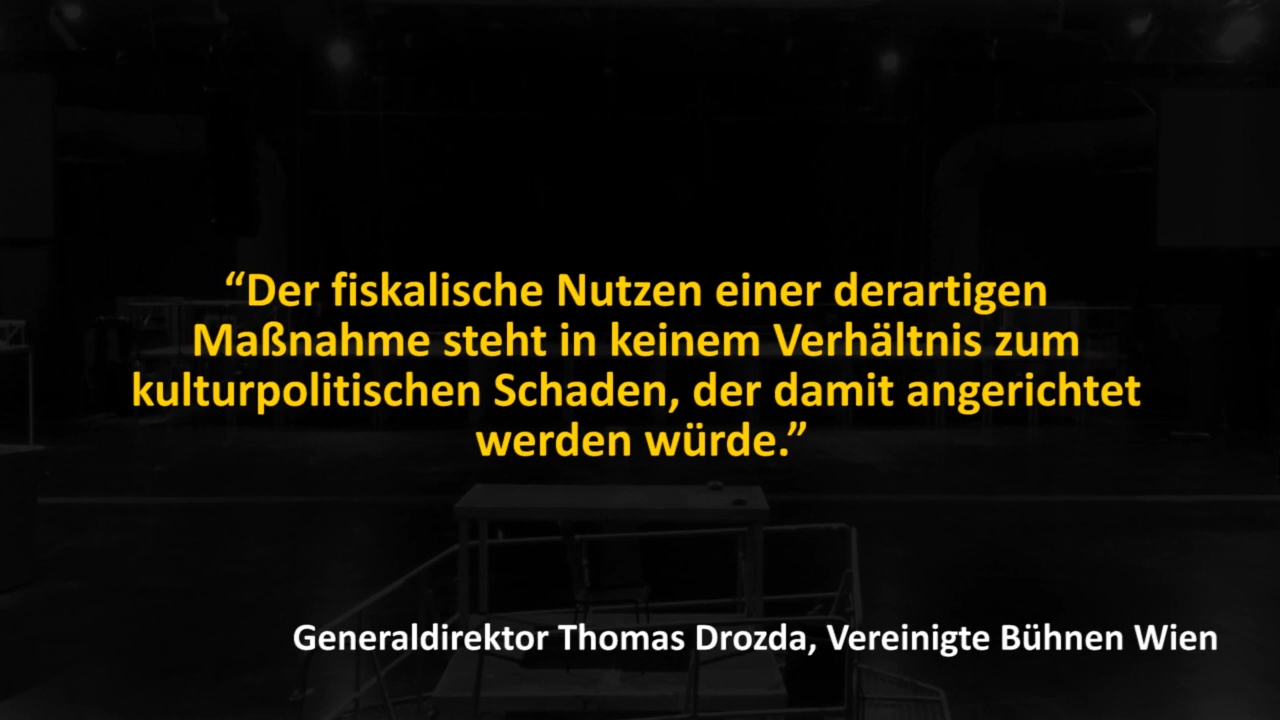 “Der fiskalische Nutzen einer derartigen
Maßnahme steht in keinem Verhältnis zum
kulturpolitischen Schaden, der damit angerichtet
werden würde.”
Generaldirektor Thomas Drozda, Vereinigte Bühnen Wien